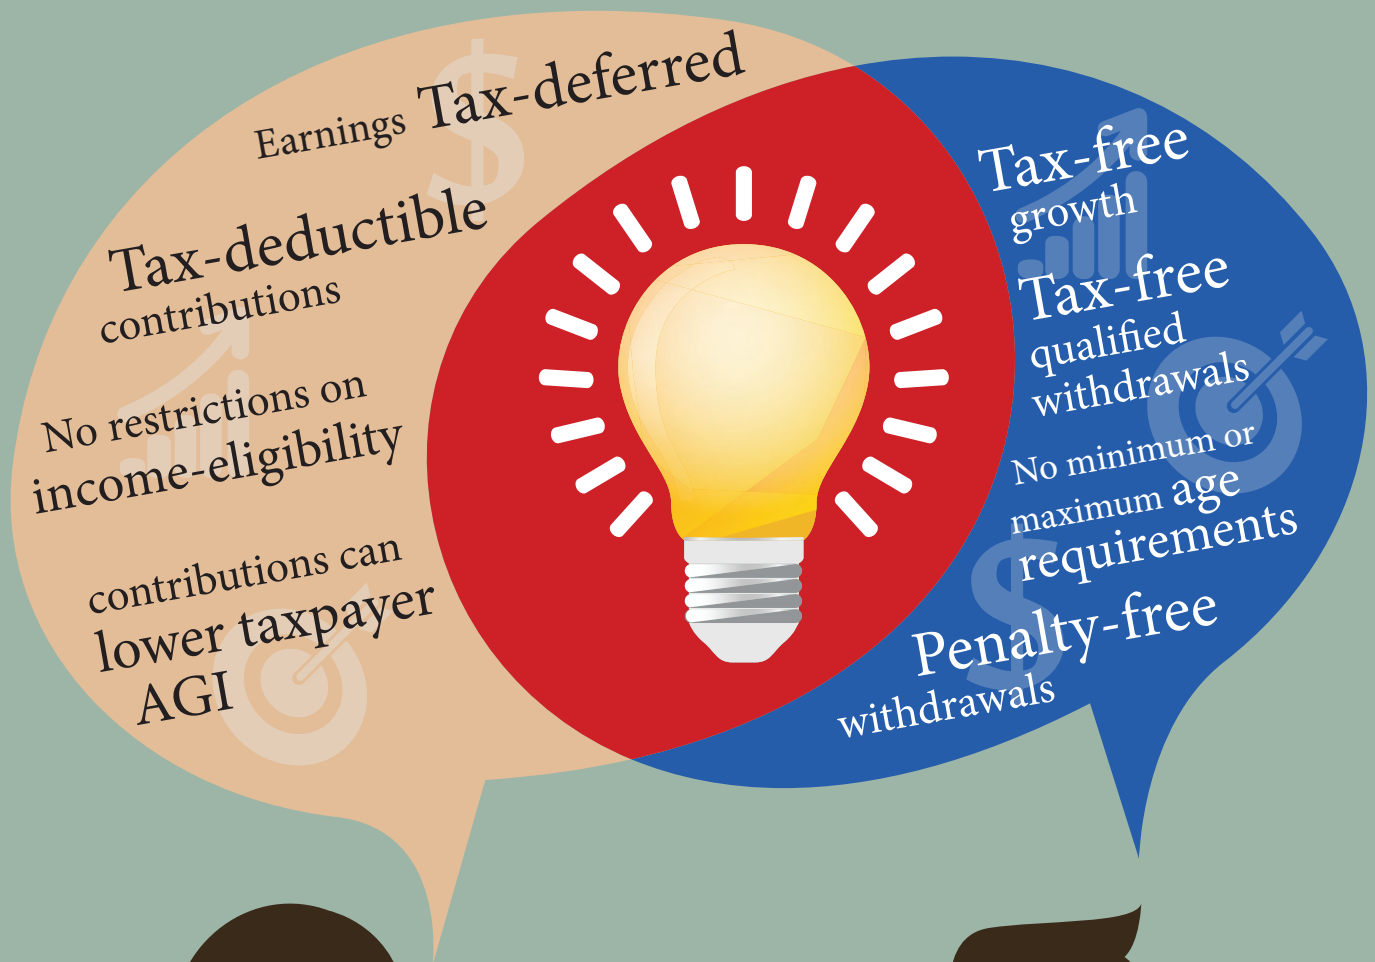 Earnings Tax-deferred
Tax-deductible
contributions
No restrictions on
income-eligibility
contributions can
lower taxpayer
AGI
Tax-free
growth
Tax-free
qualified
withdrawals
No minimum or
maximum age
requirements
Penalty-free
withdrawals